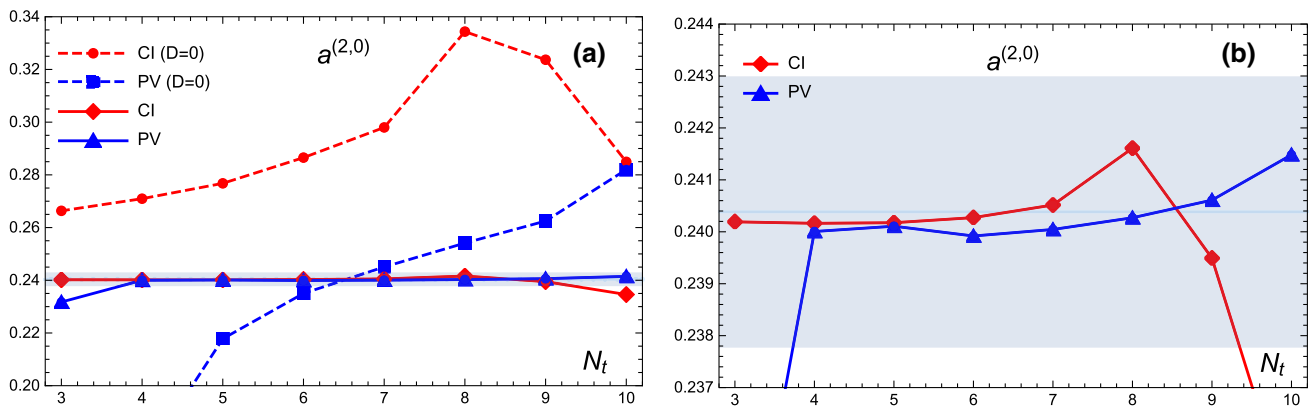 a^(2,0)
(a)
CI (D=0)
PV (D=0)
CI
PV
0.34
0.32
0.30
0.28
0.26
0.24
0.22
0.20
N_t
3 4 5 6 7 8 9 10
a^(2,0)
(b)
CI
PV
0.244
0.243
0.242
0.241
0.240
0.239
0.238
0.237
N_t
3 4 5 6 7 8 9 10